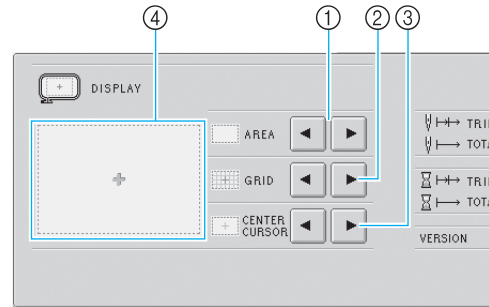 ④ ① ② ③
DISPLAY
AREA
GRID
CENTER
CURSOR
TRI
TOTA
TRI
TOTA
VERSION